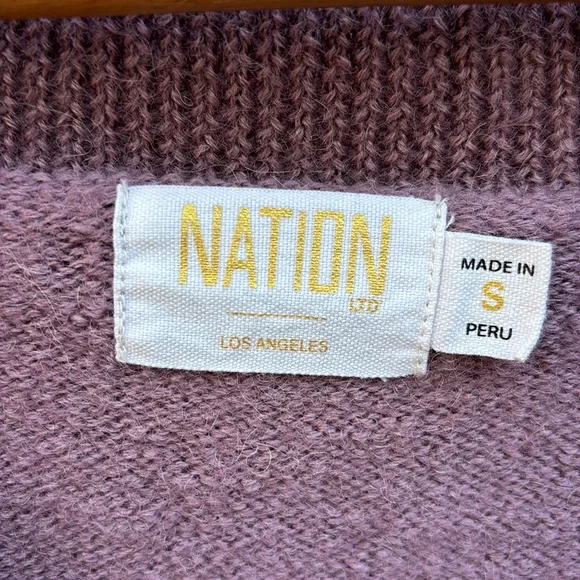 NATION
LTD
LOS ANGELES
MADE IN
S
PERU